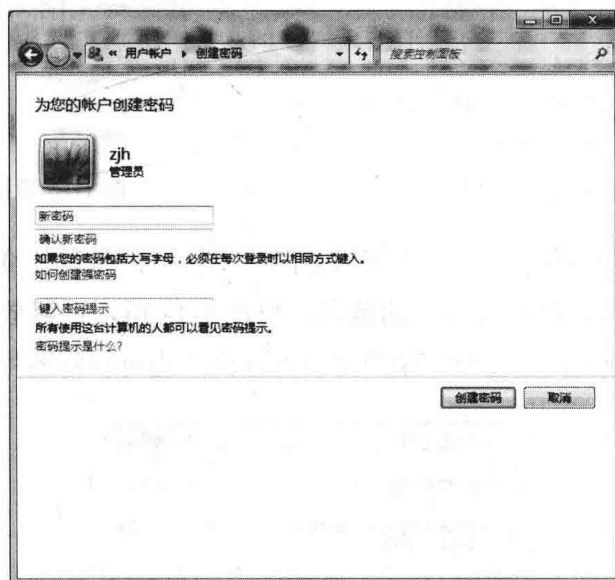 « 用户帐户 ▸ 创建密码
搜索控制面板
为您的帐户创建密码
zjh
管理员
新密码
确认新密码
如果您的密码包括大写字母，必须在每次登录时以相同方式键入。
如何创建强密码
键入密码提示
所有使用这台计算机的人都可以看见密码提示。
密码提示是什么?
创建密码
取消